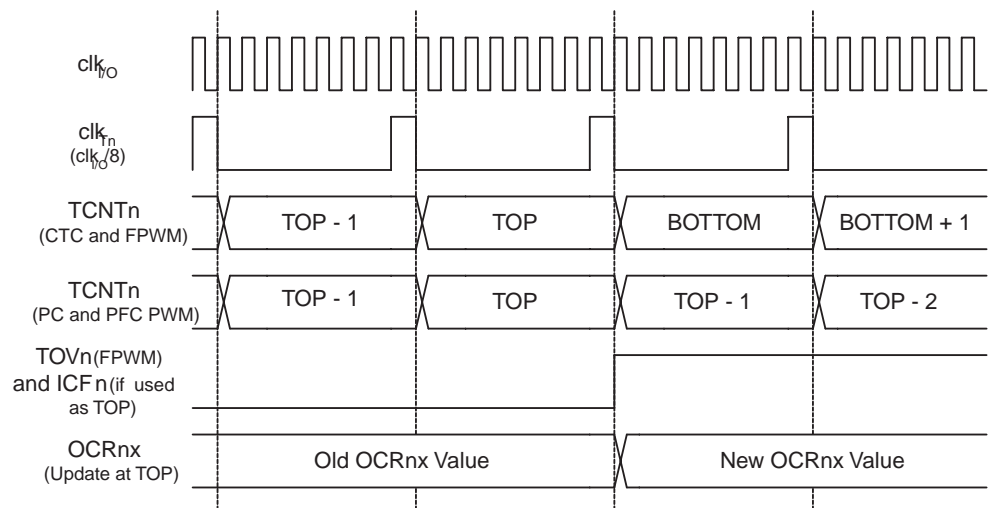 clkI/O
clkTn
(clkI/O/8)
TCNTn
(CTC and FPWM)
TOP - 1 TOP BOTTOM BOTTOM + 1
TCNTn
(PC and PFC PWM)
TOP - 1 TOP TOP - 1 TOP - 2
TOVn (FPWM)
and ICFn (if used
as TOP)
OCRnx
(Update at TOP)
Old OCRnx Value New OCRnx Value